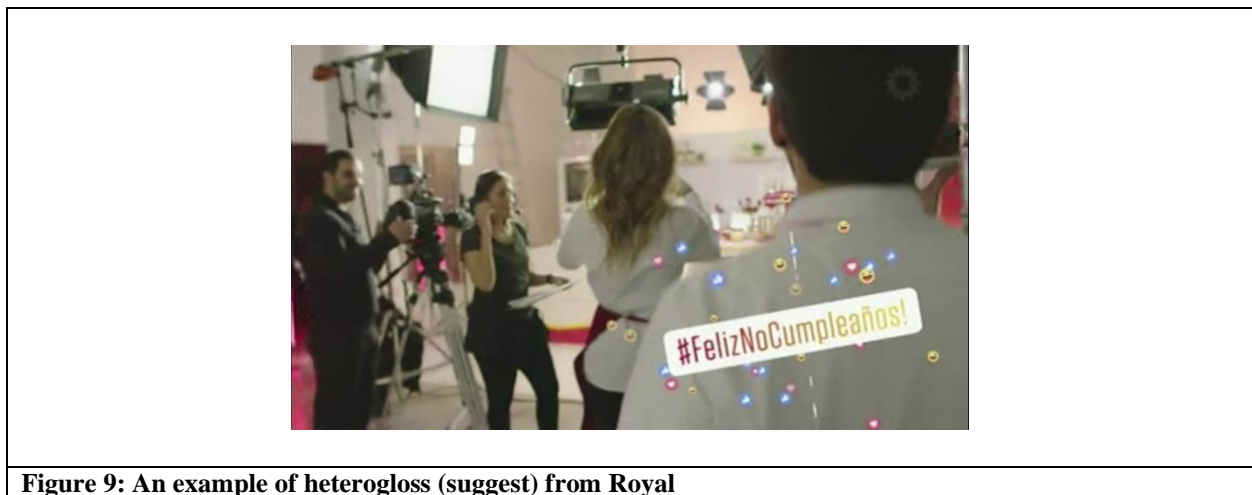 #FelizNoCumpleaños!
Figure 9: An example of heterogloss (suggest) from Royal